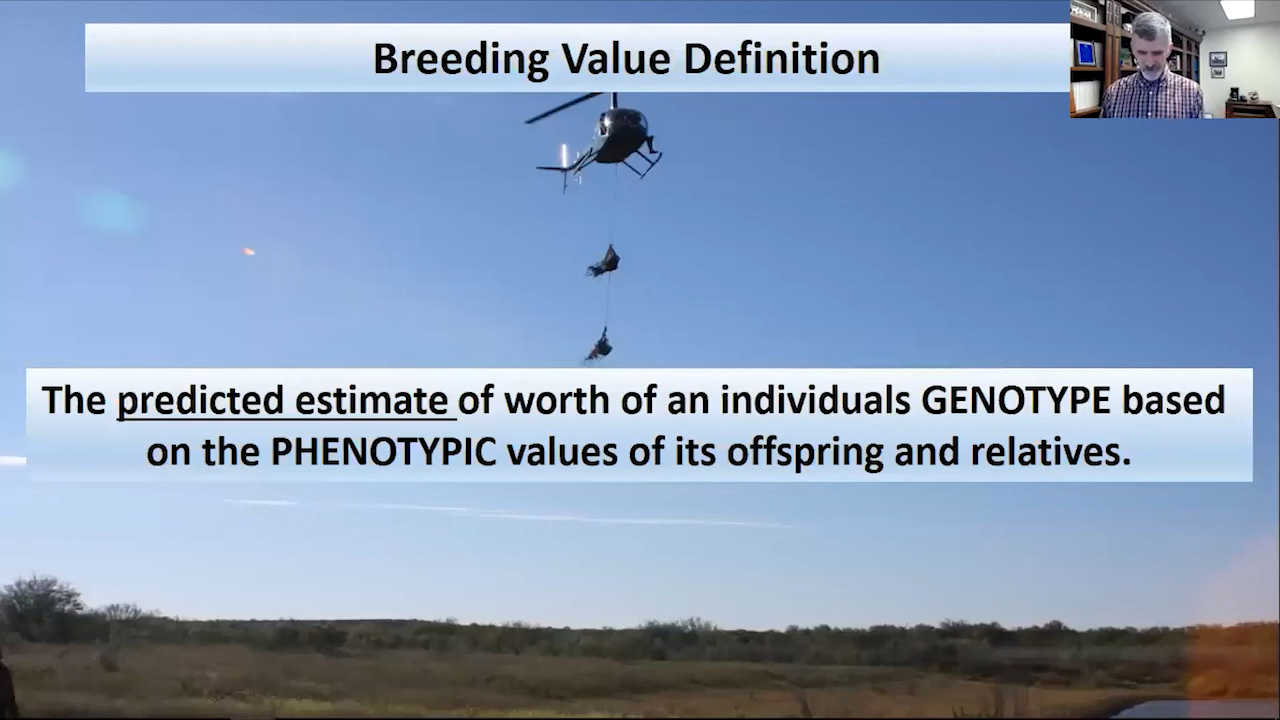 Breeding Value Definition
The predicted estimate of worth of an individuals GENOTYPE based
on the PHENOTYPIC values of its offspring and relatives.